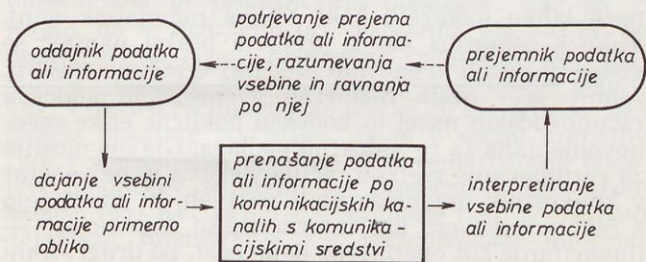 oddajnik podatka
ali informacije
potrjevanje prejema
podatka ali informa-
cije, razumevanja
vsebine in ravnanja
po njej
prejemnik podatka
ali informacije
dajanje vsebini
podatka ali infor-
macije primerno
obliko
prenašanje podatka
ali informacije po
komunikacijskih ka-
nalih s komunika-
cijskimi sredstvi
interpretiranje
vsebine podatka
ali informacije